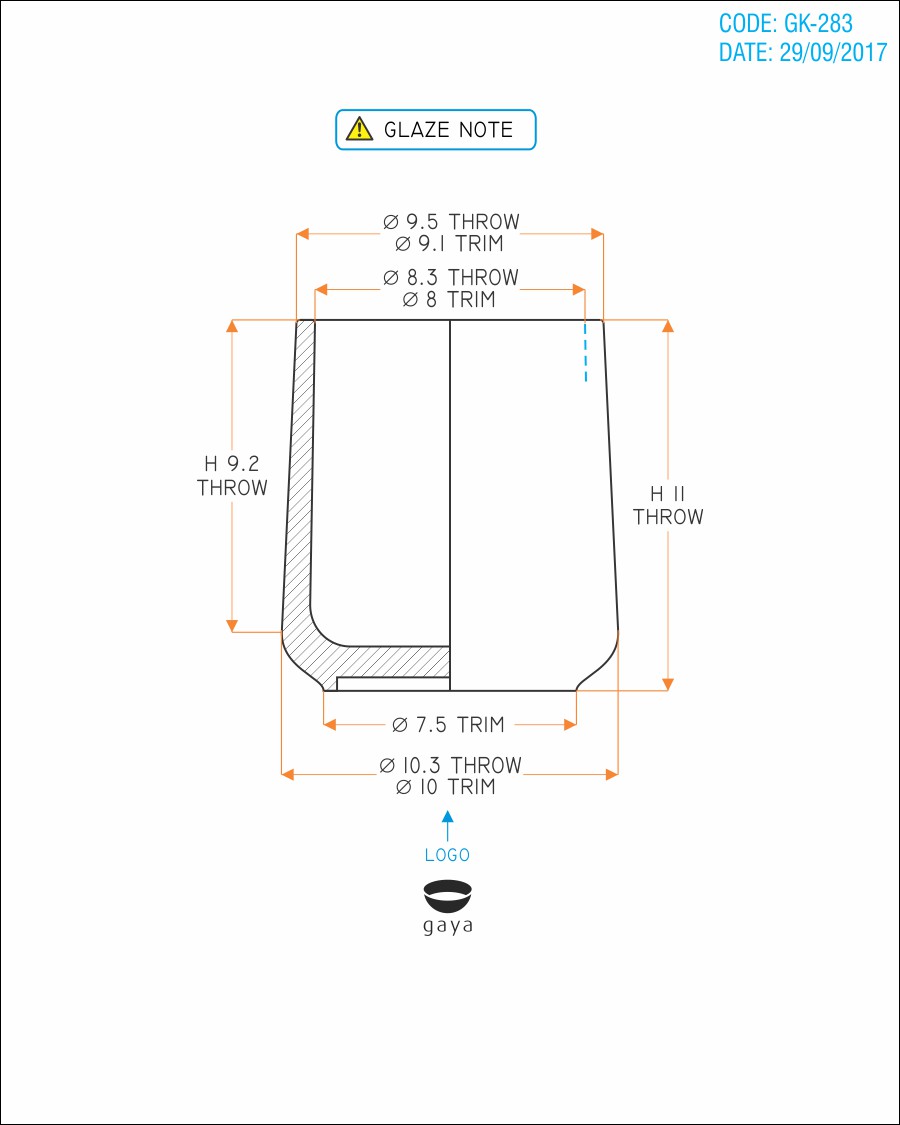 CODE: GK-283
DATE: 29/09/2017
GLAZE NOTE
Ø 9.5 THROW
Ø 9.1 TRIM
Ø 8.3 THROW
Ø 8 TRIM
H 9.2
THROW
H 11
THROW
Ø 7.5 TRIM
Ø 10.3 THROW
Ø 10 TRIM
LOGO
gaya